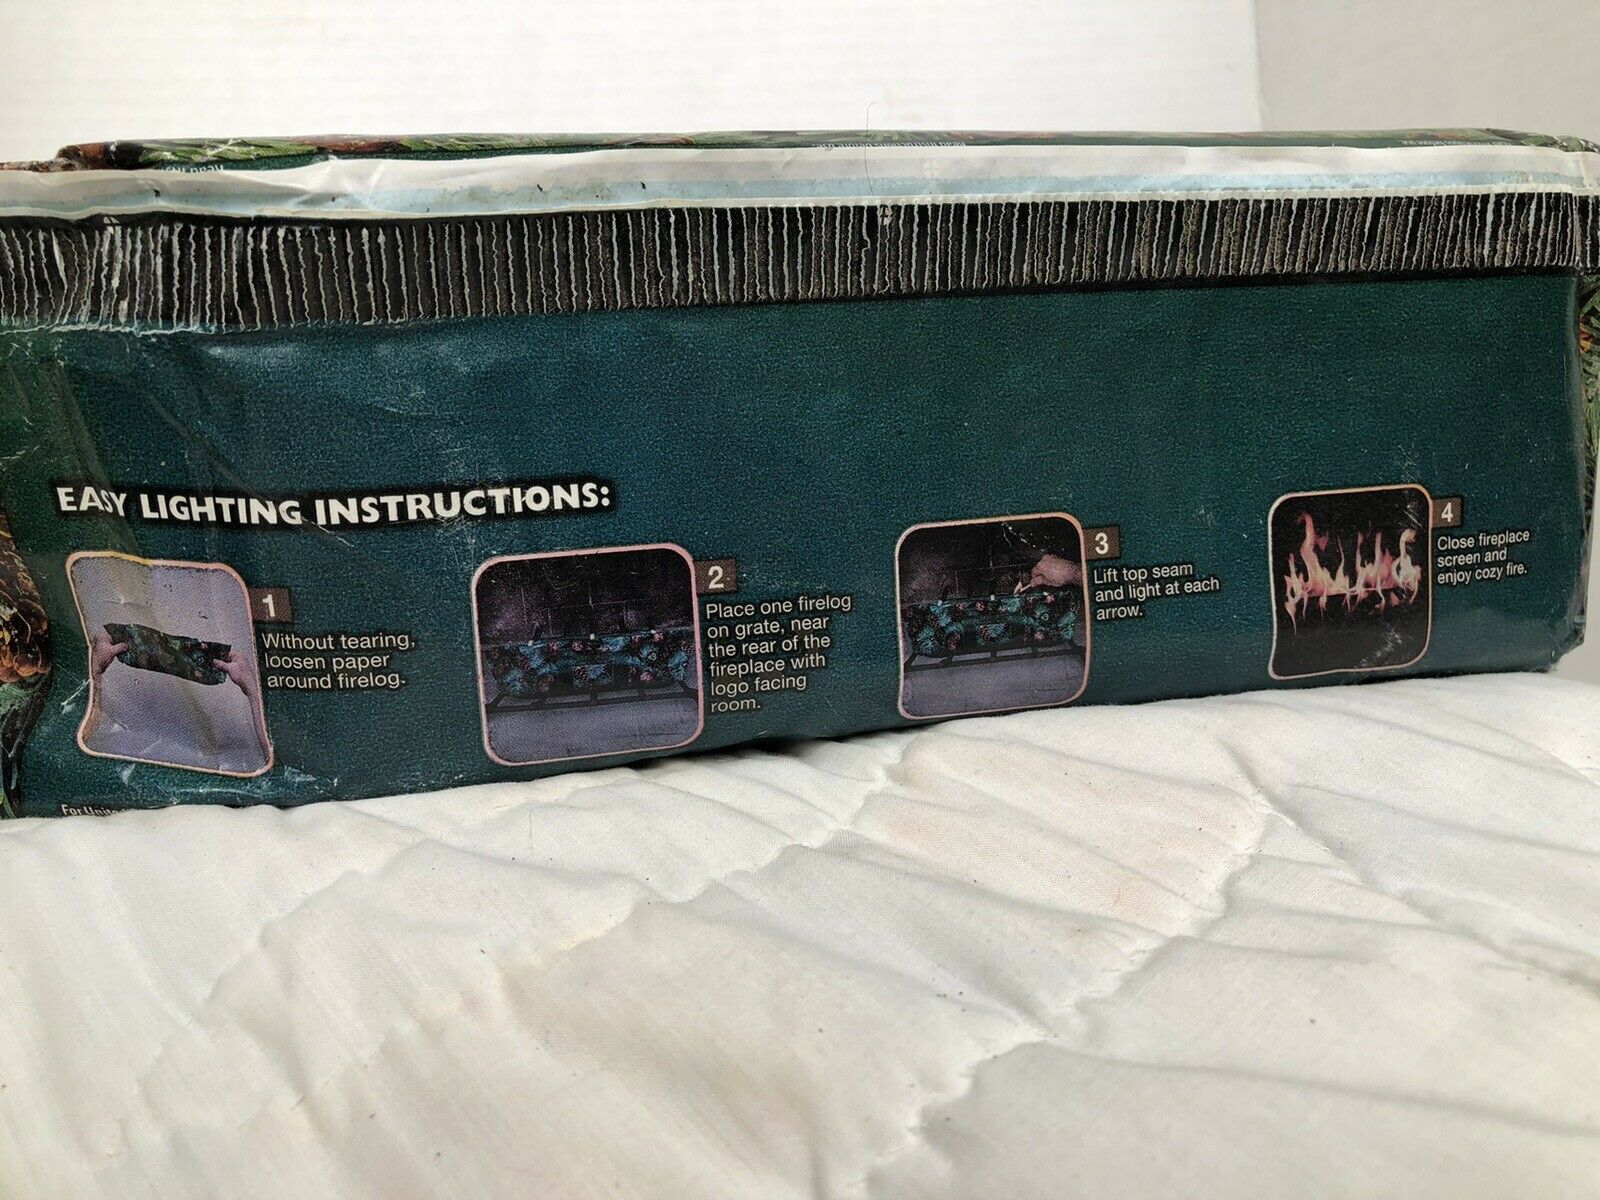 EASY LIGHTING INSTRUCTIONS:
1
Without tearing,
loosen paper
around firelog.
2
Place one firelog
on grate, near
the rear of the
fireplace with
logo facing
room.
3
Lift top seam
and light at each
arrow.
4
Close fireplace
screen and
enjoy cozy fire.
For